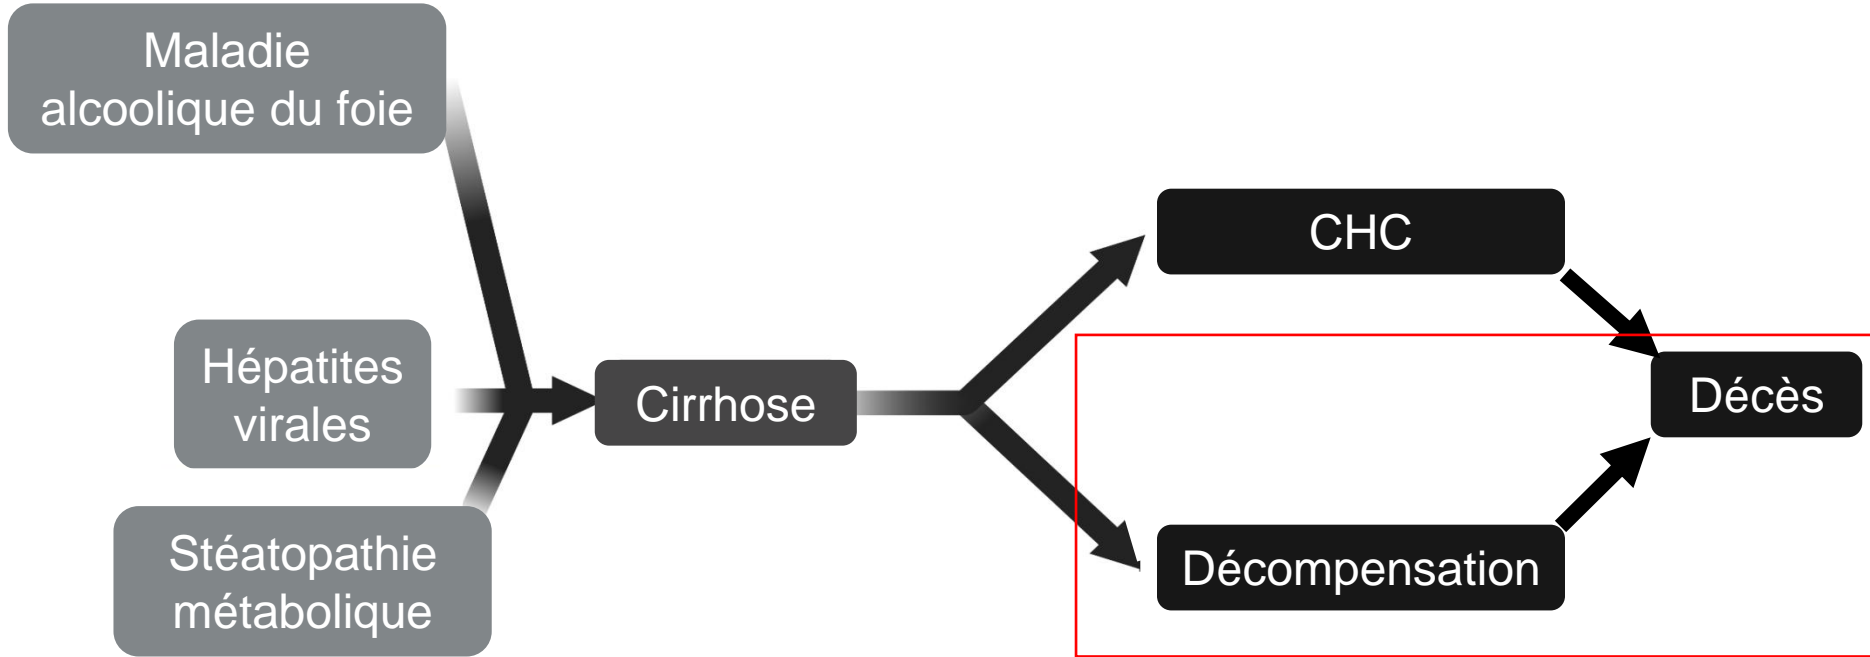 Maladie
alcoolique du foie
Hépatites
virales
Stéatopathie
métabolique
Cirrhose
CHC
Décompensation
Décès